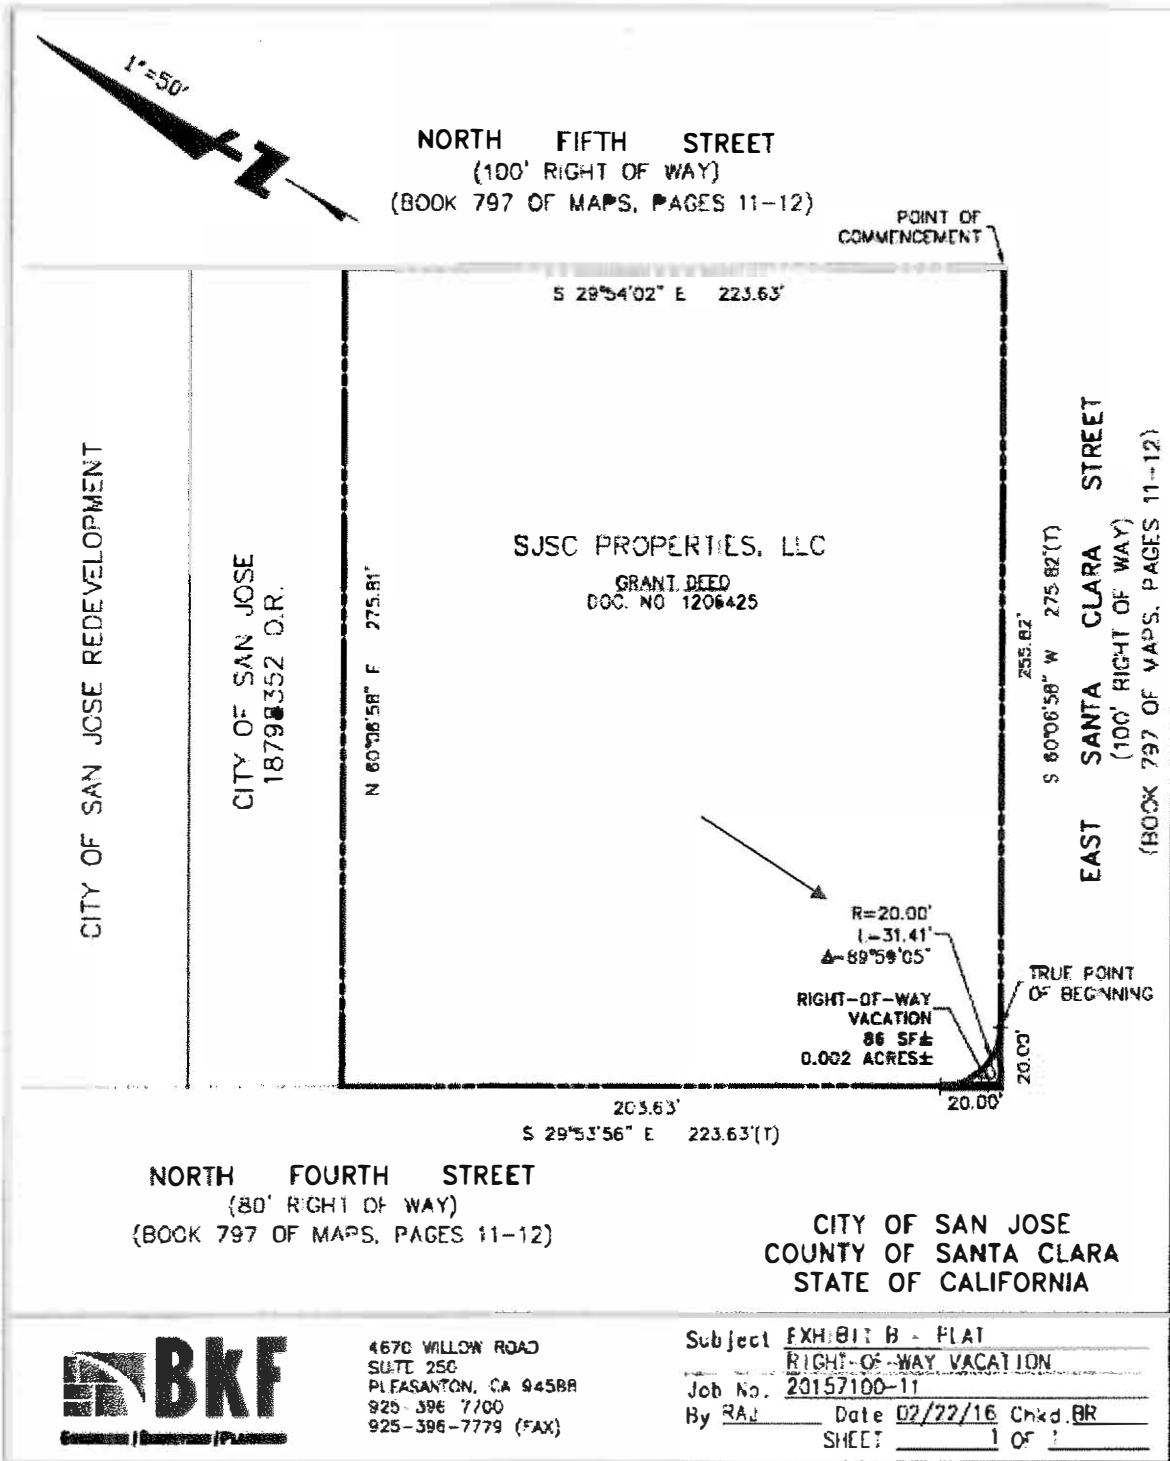 1"=50'
NORTH FIFTH STREET
(100' RIGHT OF WAY)
(BOOK 797 OF MAPS, PAGES 11-12)
POINT OF
COMMENCEMENT
S 29°54'02" E 223.63'
CITY OF SAN JOSE REDEVELOPMENT
CITY OF SAN JOSE
O.R.
N 60°06'58" E 275.81'
SJSC PROPERTIES, LLC
GRANT DEED
DOC. NO 1206425
255.82'
S 60°06'58" W 275.82'(T)
EAST SANTA CLARA STREET
(100' RIGHT OF WAY)
(BOOK 797 OF MAPS, PAGES 11-12)
R=20.00'
L=31.41'
Δ=89°59'05"
RIGHT-OF-WAY
VACATION
86 SF±
0.002 ACRES±
TRUE POINT
OF BEGINNING
20.00'
20.00'
203.63'
S 29°53'56" E 223.63'(T)
NORTH FOURTH STREET
(80' RIGHT OF WAY)
(BOOK 797 OF MAPS, PAGES 11-12)
CITY OF SAN JOSE
COUNTY OF SANTA CLARA
STATE OF CALIFORNIA
BKF
ENGINEERS / SURVEYORS / PLANNERS
4670 WILLOW ROAD
SUITE 250
PLEASANTON, CA 94588
925-396-7700
925-396-7779 (FAX)
Subject EXHIBIT B - PLAT
RIGHT-OF-WAY VACATION
Job No. 20157100-11
By RAJ Date 02/22/16 Chkd.BR
SHEET 1 OF 1